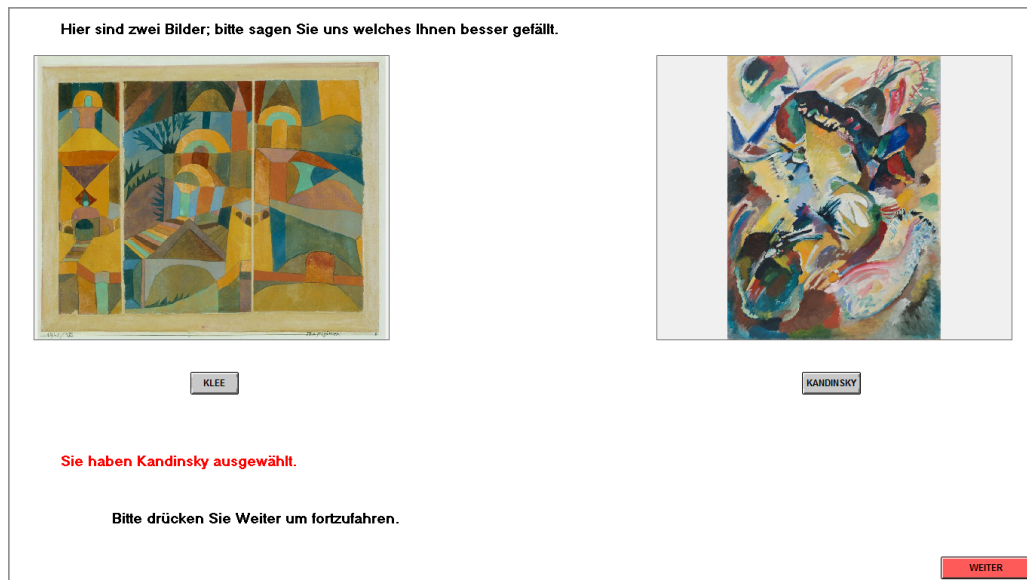 Hier sind zwei Bilder; bitte sagen Sie uns welches Ihnen besser gefällt.
KLEE
KANDINSKY
Sie haben Kandinsky ausgewählt.
Bitte drücken Sie Weiter um fortzufahren.
WEITER